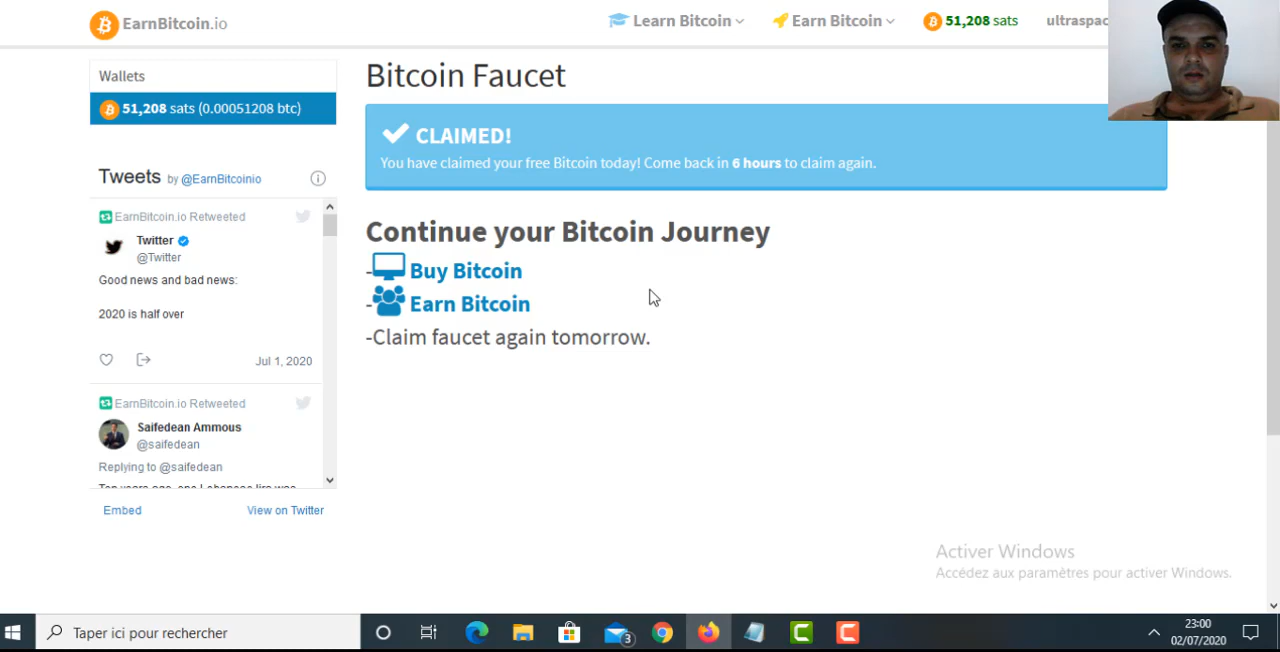 EarnBitcoin.io
Learn Bitcoin
Earn Bitcoin
51,208 sats
Wallets
51,208 sats (0.00051208 btc)
Bitcoin Faucet
CLAIMED!
You have claimed your free Bitcoin today! Come back in 6 hours to claim again.
Tweets by @EarnBitcoinio
EarnBitcoin.io Retweeted
Twitter
@Twitter
Good news and bad news:
2020 is half over
Jul 1, 2020
EarnBitcoin.io Retweeted
Saifedean Ammous
@saifedean
Replying to @saifedean
Embed
View on Twitter
Continue your Bitcoin Journey
-Buy Bitcoin
-Earn Bitcoin
-Claim faucet again tomorrow.
Activer Windows
Accédez aux paramètres pour activer Windows.
Taper ici pour rechercher
3
23:00
02/07/2020